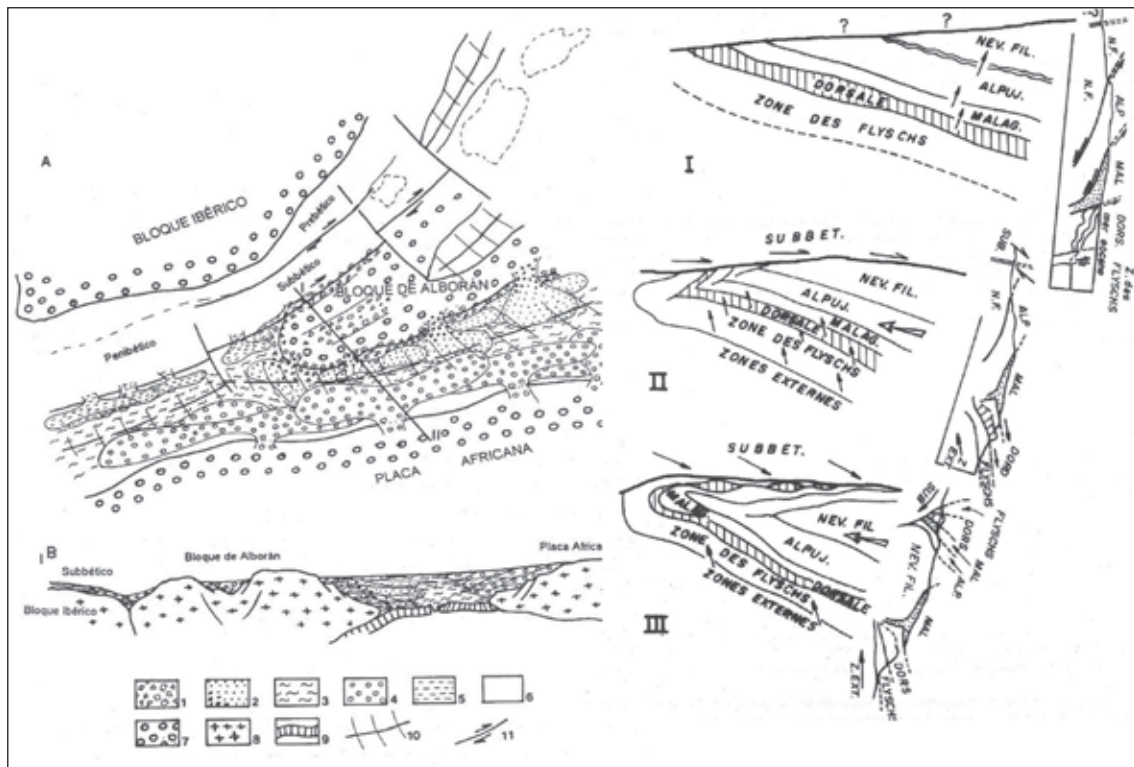 A
BLOQUE IBÉRICO
Prebético
Subbético
BLOQUE DE ALBORÁN
Penibético
PLACA AFRICANA
I
II
B
Subbético
Bloque de Alborán
Placa Africa
Bloque Ibérico
1
2
3
4
5
6
7
8
9
10
11
? ? ?
NEV. FIL.
ALPUJ.
MALAG.
DORSALE
ZONE DES FLYSCHS
I
N.F.
N.F.
ALP
MAL
DORS.
Z. des FLYSCHS
SUBBET.
NEV. FIL.
ALPUJ.
MALAG.
DORSALE
ZONE DES FLYSCHS
ZONES EXTERNES
II
SUB.
N.F.
ALP
MAL
DORD
FLYSCHS
Z. EXT.
SUBBET.
MALAG
NEV. FIL
ALPUJ.
DORSALE
ZONE DES FLYSCHS
ZONES EXTERNES
III
SUB
FLYSCHS
DORS
MAL
ALP.
NEV. FIL.
MAL
DORS
FLYSCHS
Z.EXT.